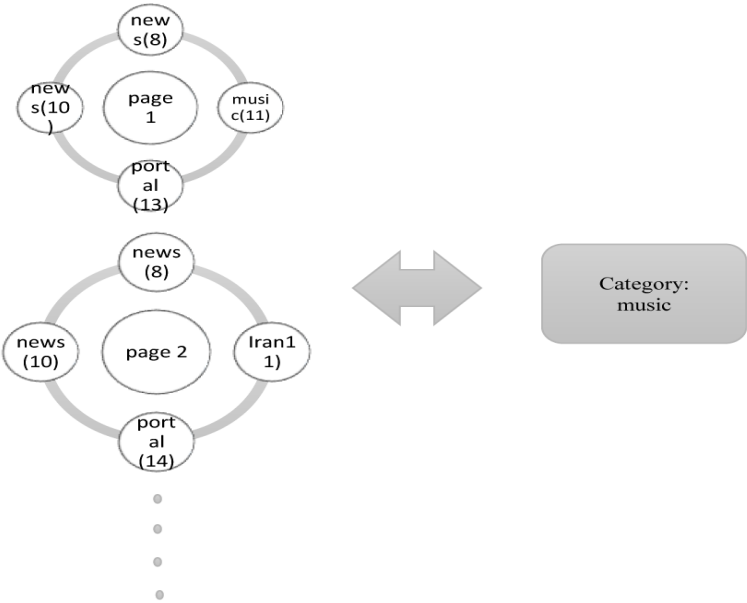 new
s(8)
new
s(10
)
page
1
musi
c(11)
port
al
(13)
news
(8)
news
(10)
page 2
Iran1
1)
port
al
(14)
Category:
music